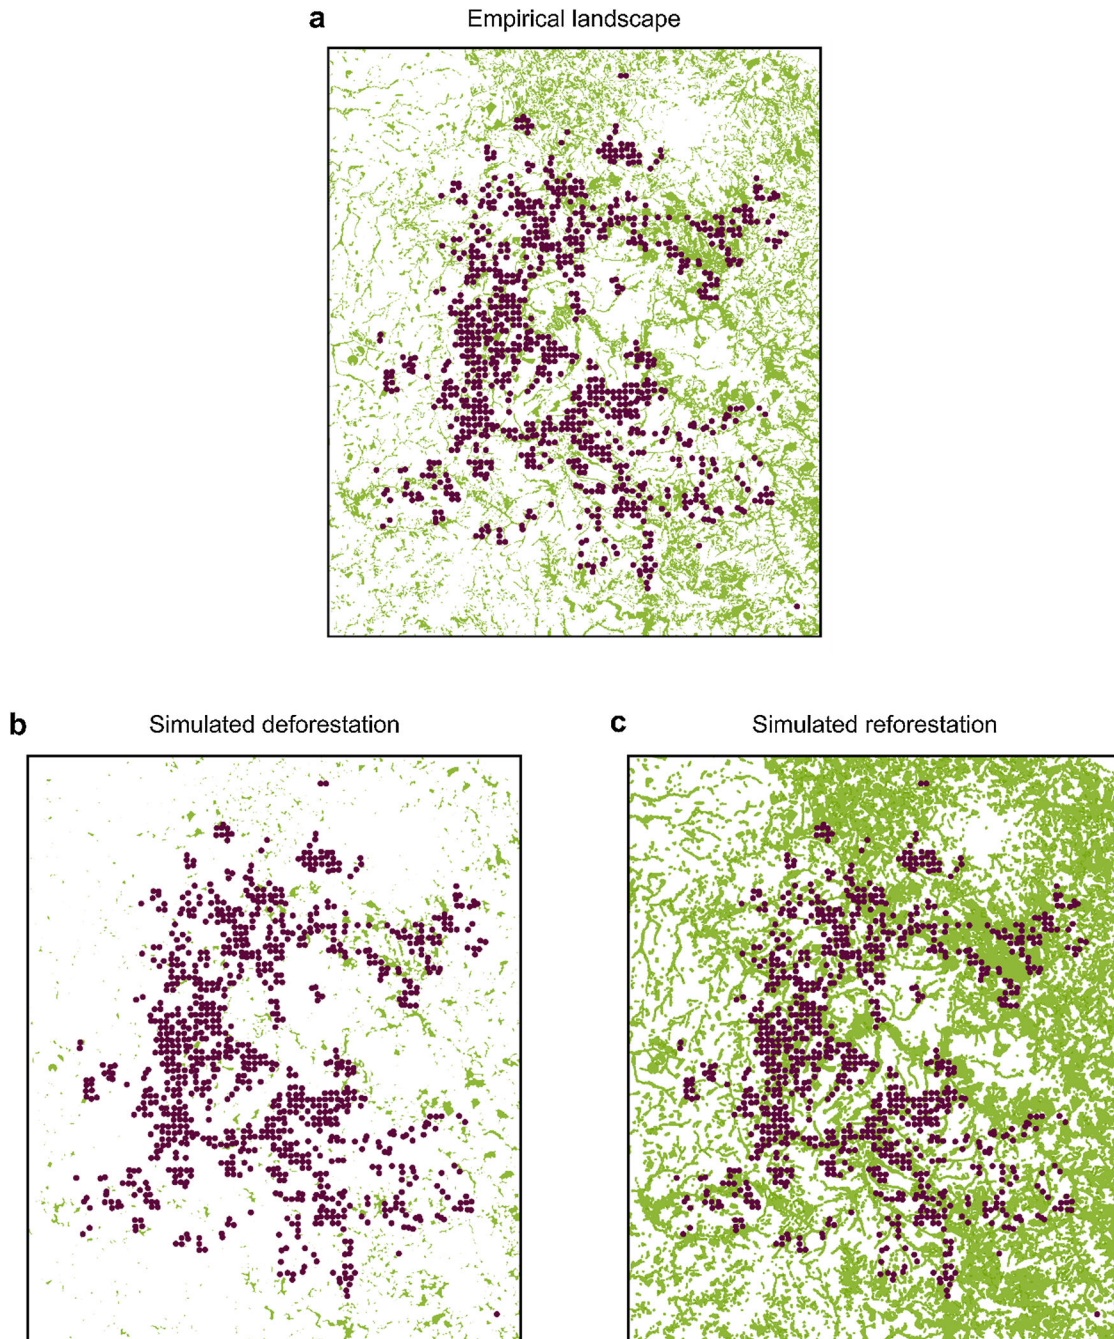 a Empirical landscape
b Simulated deforestation
c Simulated reforestation